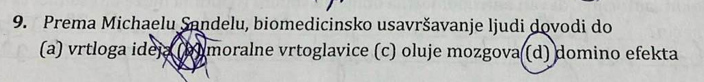 9. Prema Michaelu Sandelu, biomedicinsko usavršavanje ljudi dovodi do
(a) vrtloga ideja (b) moralne vrtoglavice (c) oluje mozgova (d) domino efekta